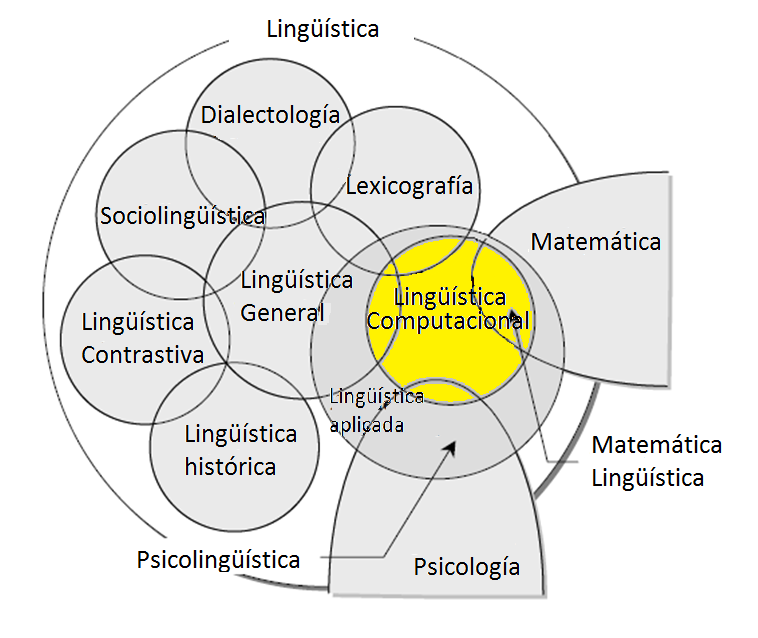 Lingüística
Dialectología
Lexicografía
Sociolingüística
Matemática
Lingüística
General
Lingüística
Computacional
Lingüística
Contrastiva
Lingüística
aplicada
Lingüística
histórica
Matemática
Lingüística
Psicolingüística
Psicología